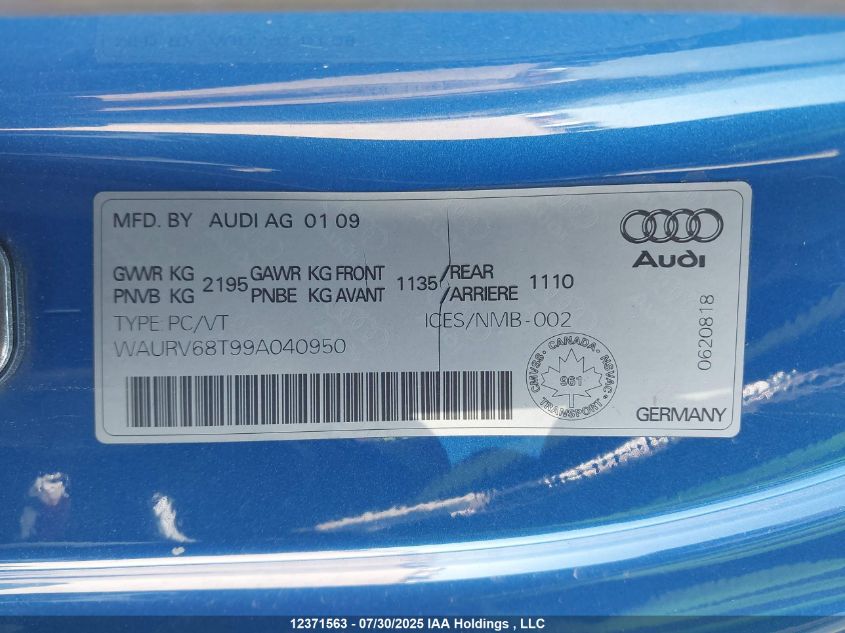 MFD. BY AUDI AG 01 09
Audi
GVWR KG 2195 GAWR KG FRONT 1135 /REAR 1110
PNVB KG PNBE KG AVANT /ARRIERE
TYPE: PC/VT ICES/NMB-002
WAURV68T99A040950
0620818
CMVSS · CANADA · NSVAC
961
TRANSPORT
GERMANY
12371563 - 07/30/2025 IAA Holdings , LLC